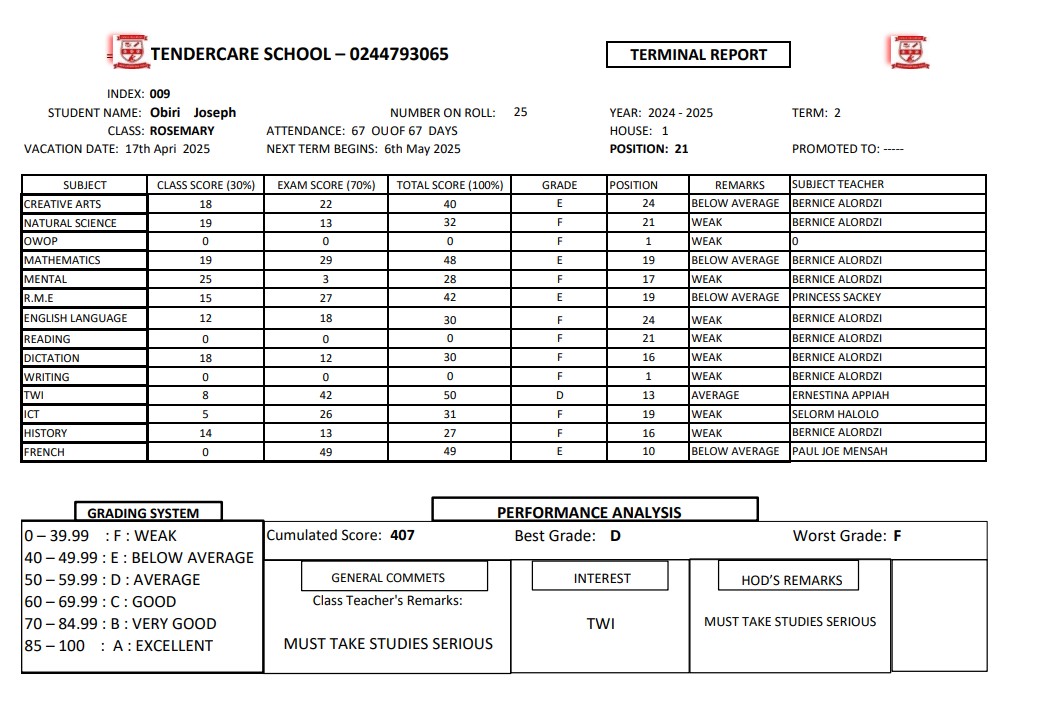 TENDERCARE SCHOOL – 0244793065 TERMINAL REPORT
INDEX: 009
STUDENT NAME: Obiri Joseph NUMBER ON ROLL: 25 YEAR: 2024 - 2025 TERM: 2
CLASS: ROSEMARY ATTENDANCE: 67 OU OF 67 DAYS HOUSE: 1
VACATION DATE: 17th Apri 2025 NEXT TERM BEGINS: 6th May 2025 POSITION: 21 PROMOTED TO: -----
SUBJECT CLASS SCORE (30%) EXAM SCORE (70%) TOTAL SCORE (100%) GRADE POSITION REMARKS SUBJECT TEACHER
CREATIVE ARTS 18 22 40 E 24 BELOW AVERAGE BERNICE ALORDZI
NATURAL SCIENCE 19 13 32 F 21 WEAK BERNICE ALORDZI
OWOP 0 0 0 F 1 WEAK 0
MATHEMATICS 19 29 48 E 19 BELOW AVERAGE BERNICE ALORDZI
MENTAL 25 3 28 F 17 WEAK BERNICE ALORDZI
R.M.E 15 27 42 E 19 BELOW AVERAGE PRINCESS SACKEY
ENGLISH LANGUAGE 12 18 30 F 24 WEAK BERNICE ALORDZI
READING 0 0 0 F 21 WEAK BERNICE ALORDZI
DICTATION 18 12 30 F 16 WEAK BERNICE ALORDZI
WRITING 0 0 0 F 1 WEAK BERNICE ALORDZI
TWI 8 42 50 D 13 AVERAGE ERNESTINA APPIAH
ICT 5 26 31 F 19 WEAK SELORM HALOLO
HISTORY 14 13 27 F 16 WEAK BERNICE ALORDZI
FRENCH 0 49 49 E 10 BELOW AVERAGE PAUL JOE MENSAH
GRADING SYSTEM
0 – 39.99 : F : WEAK
40 – 49.99 : E : BELOW AVERAGE
50 – 59.99 : D : AVERAGE
60 – 69.99 : C : GOOD
70 – 84.99 : B : VERY GOOD
85 – 100 : A : EXCELLENT
PERFORMANCE ANALYSIS
Cumulated Score: 407 Best Grade: D Worst Grade: F
GENERAL COMMETS
Class Teacher's Remarks:
MUST TAKE STUDIES SERIOUS
INTEREST
TWI
HOD'S REMARKS
MUST TAKE STUDIES SERIOUS